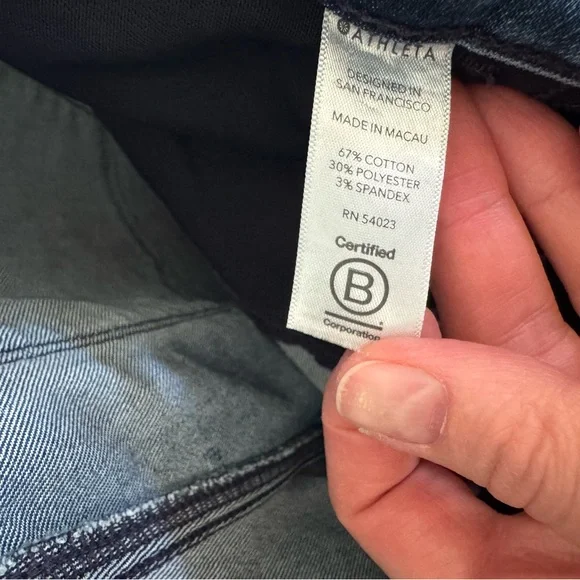 ATHLETA
DESIGNED IN
SAN FRANCISCO
MADE IN MACAU
67% COTTON
30% POLYESTER
3% SPANDEX
RN 54023
Certified
B
Corporation